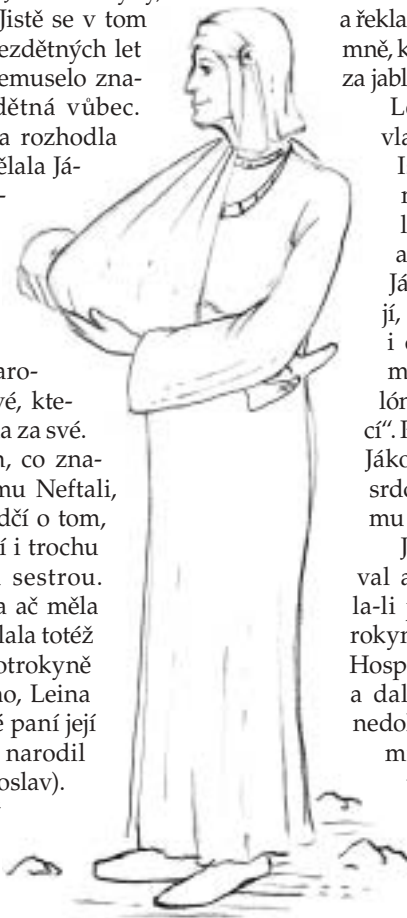 Jistě se v tom
ezdětných let
emuselo zna-
dětná vůbec.
a rozhodla
ělala Já-
-
aro-
vé, kte-
a za své.
, co zna-
mu Neftali,
dčí o tom,
í i trochu
sestrou.
a ač měla
lala totéž
otrokyně
o, Leina
é paní její
narodil
oslav).
a řekla
mně, k
za jabl
Le
vla
I
r
l
a
Já
jí,
i
m
lón
cí“.
Jáko
srd
mu
J
val a
la-li
rokyn
Hosp
a dal
nedo
m